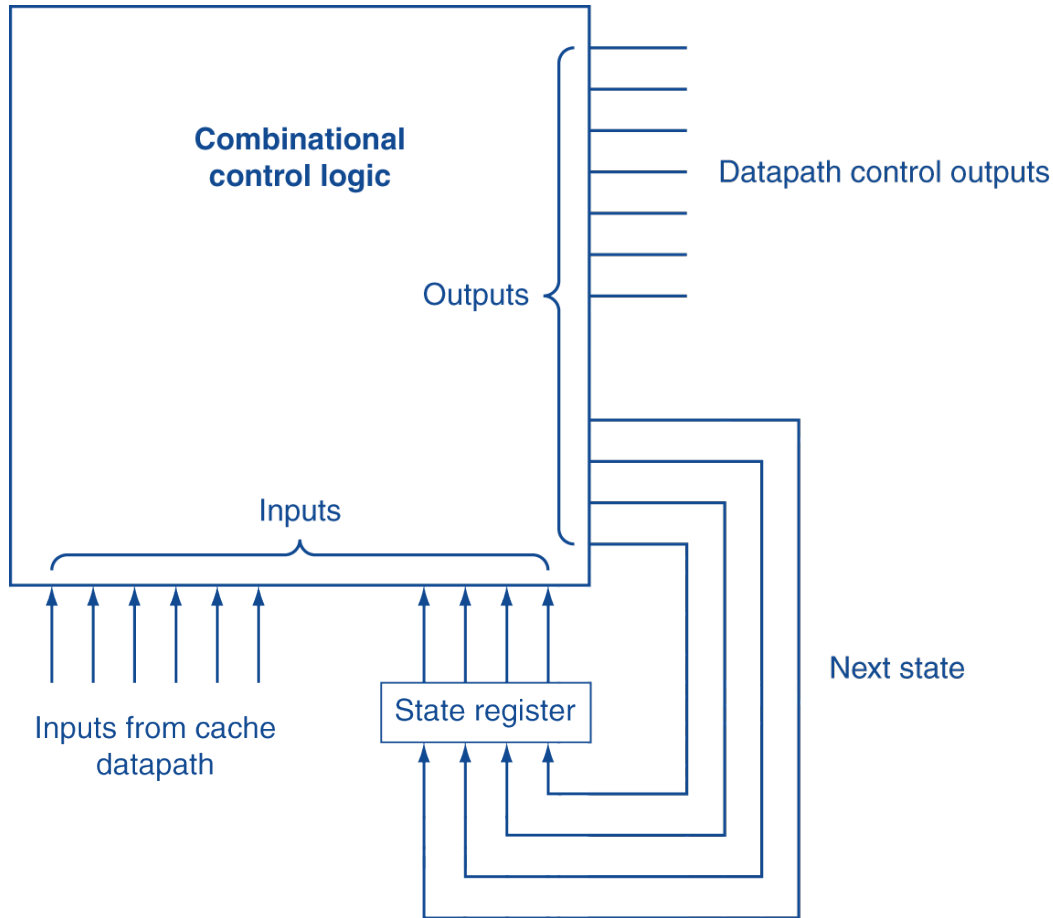 Combinational
control logic
Datapath control outputs
Outputs
Inputs
Next state
State register
Inputs from cache
datapath